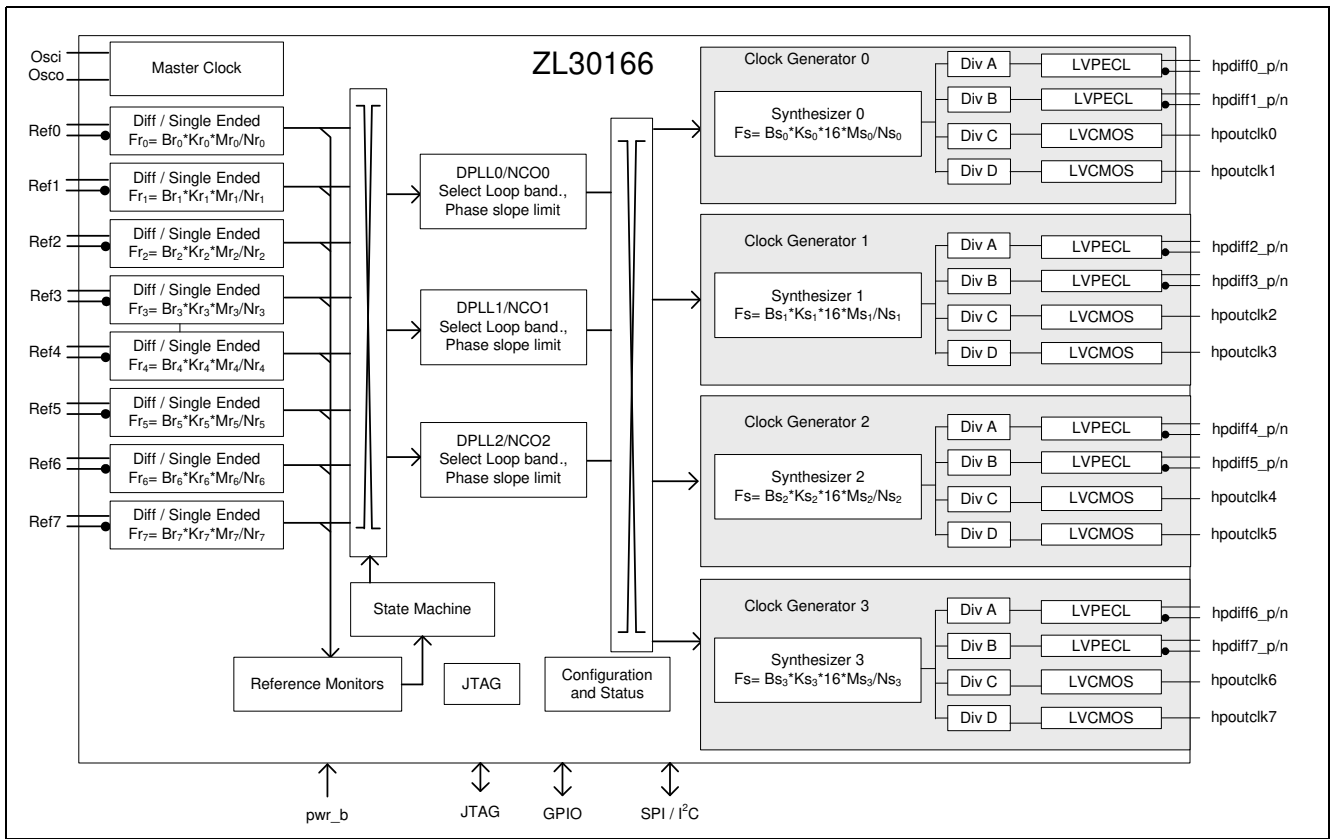 ZL30166
Osci
Osco
Master Clock
Ref0
Diff / Single Ended
Fr₀= Br₀*Kr₀*Mr₀/Nr₀
Ref1
Diff / Single Ended
Fr₁= Br₁*Kr₁*Mr₁/Nr₁
Ref2
Diff / Single Ended
Fr₂= Br₂*Kr₂*Mr₂/Nr₂
Ref3
Diff / Single Ended
Fr₃= Br₃*Kr₃*Mr₃/Nr₃
Ref4
Diff / Single Ended
Fr₄= Br₄*Kr₄*Mr₄/Nr₄
Ref5
Diff / Single Ended
Fr₅= Br₅*Kr₅*Mr₅/Nr₅
Ref6
Diff / Single Ended
Fr₆= Br₆*Kr₆*Mr₆/Nr₆
Ref7
Diff / Single Ended
Fr₇= Br₇*Kr₇*Mr₇/Nr₇
DPLL0/NCO0
Select Loop band.,
Phase slope limit
DPLL1/NCO1
Select Loop band.,
Phase slope limit
DPLL2/NCO2
Select Loop band.,
Phase slope limit
State Machine
Reference Monitors
JTAG
Configuration
and Status
Clock Generator 0
Synthesizer 0
Fs= Bs₀*Ks₀*16*Ms₀/Ns₀
Div A
LVPECL
hpdiff0_p/n
Div B
LVPECL
hpdiff1_p/n
Div C
LVCMOS
hpoutclk0
Div D
LVCMOS
hpoutclk1
Clock Generator 1
Synthesizer 1
Fs= Bs₁*Ks₁*16*Ms₁/Ns₁
Div A
LVPECL
hpdiff2_p/n
Div B
LVPECL
hpdiff3_p/n
Div C
LVCMOS
hpoutclk2
Div D
LVCMOS
hpoutclk3
Clock Generator 2
Synthesizer 2
Fs= Bs₂*Ks₂*16*Ms₂/Ns₂
Div A
LVPECL
hpdiff4_p/n
Div B
LVPECL
hpdiff5_p/n
Div C
LVCMOS
hpoutclk4
Div D
LVCMOS
hpoutclk5
Clock Generator 3
Synthesizer 3
Fs= Bs₃*Ks₃*16*Ms₃/Ns₃
Div A
LVPECL
hpdiff6_p/n
Div B
LVPECL
hpdiff7_p/n
Div C
LVCMOS
hpoutclk6
Div D
LVCMOS
hpoutclk7
pwr_b
JTAG
GPIO
SPI / I²C